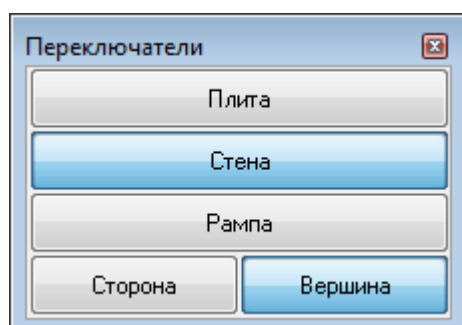 Переключатели
Плита
Стена
Рампа
Сторона Вершина